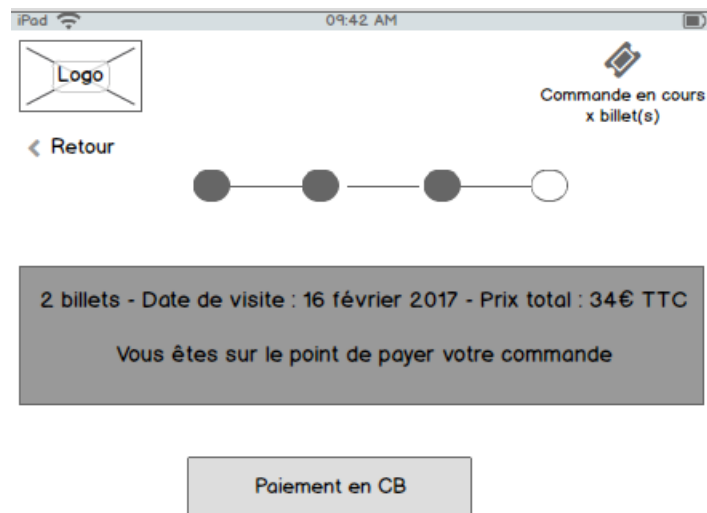 iPad 09:42 AM
Logo
Commande en cours
x billet(s)
Retour
2 billets - Date de visite : 16 février 2017 - Prix total : 34€ TTC
Vous êtes sur le point de payer votre commande
Paiement en CB